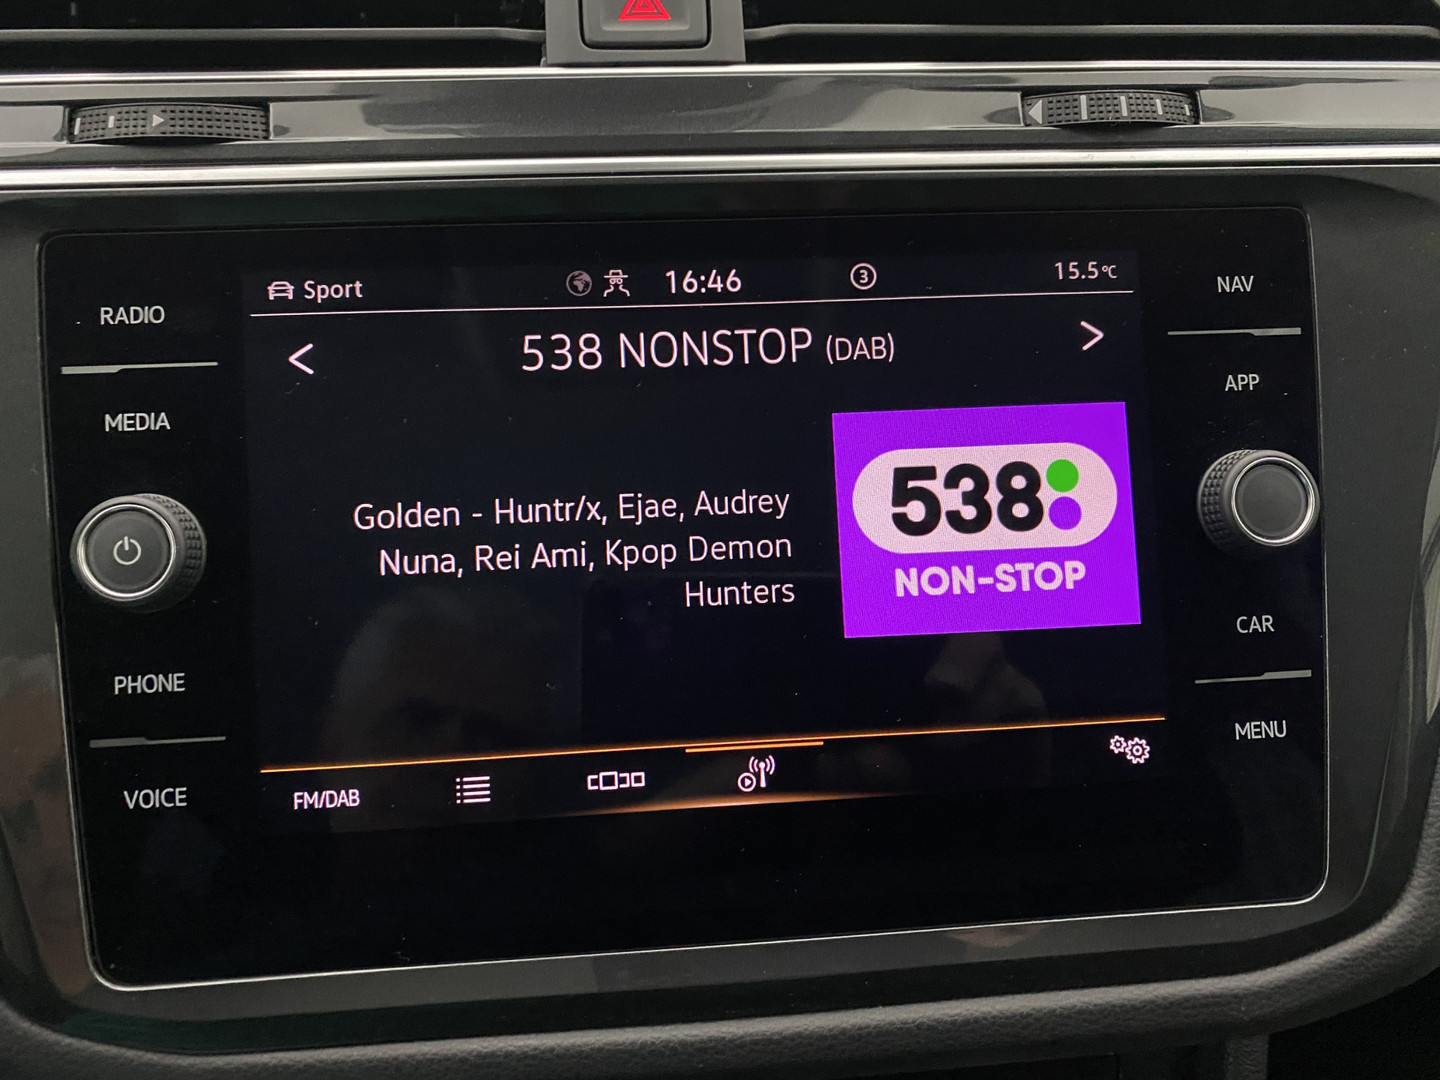 Sport
16:46
3
15.5°C
538 NONSTOP (DAB)
Golden - Huntr/x, Ejae, Audrey
Nuna, Rei Ami, Kpop Demon
Hunters
538
NON-STOP
FM/DAB
RADIO
MEDIA
PHONE
VOICE
NAV
APP
CAR
MENU